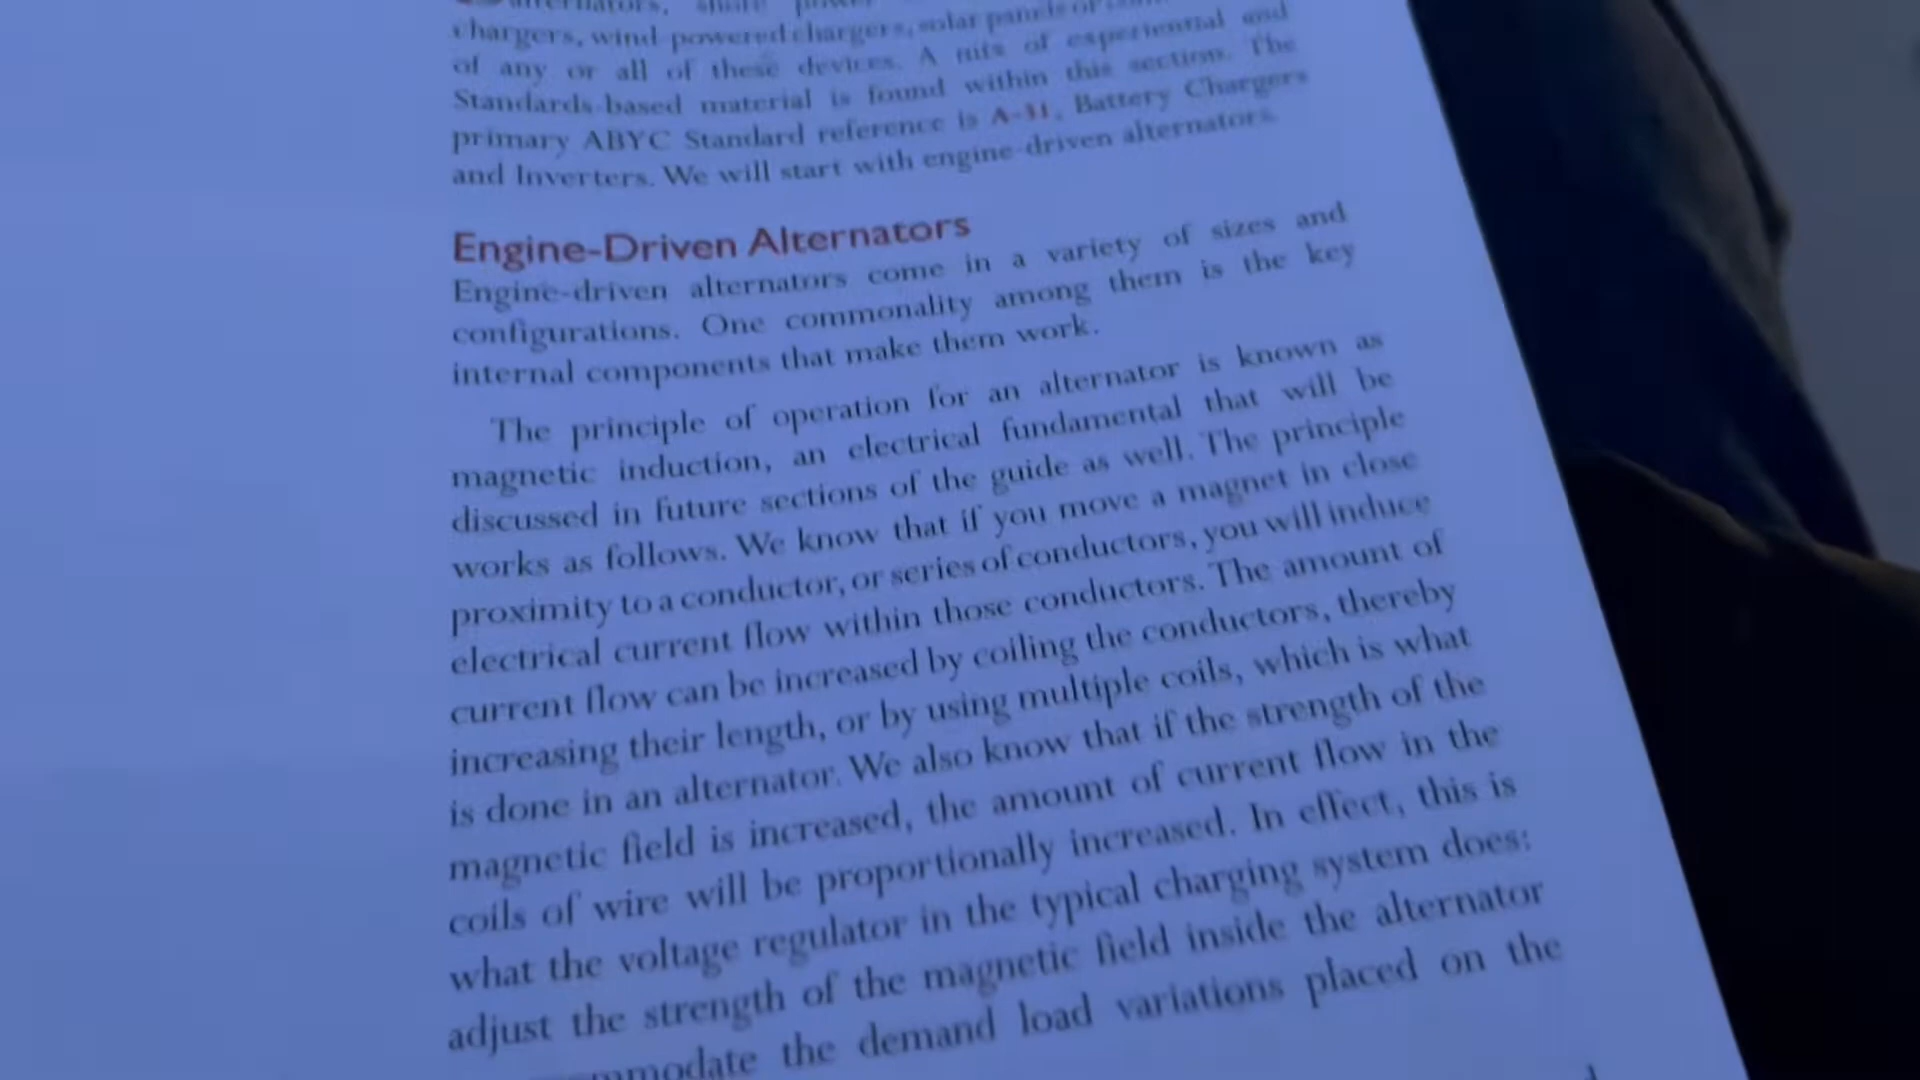 alternators, shore power
chargers, wind-powered chargers, solar panels or
of any or all of these devices. A mix of experiential and
Standards-based material is found within this section. The
primary ABYC Standard reference is A-31, Battery Chargers
and Inverters. We will start with engine-driven alternators.
Engine-Driven Alternators
Engine-driven alternators come in a variety of sizes and
configurations. One commonality among them is the key
internal components that make them work.
The principle of operation for an alternator is known as
magnetic induction, an electrical fundamental that will be
discussed in future sections of the guide as well. The principle
works as follows. We know that if you move a magnet in close
proximity to a conductor, or series of conductors, you will induce
electrical current flow within those conductors. The amount of
current flow can be increased by coiling the conductors, thereby
increasing their length, or by using multiple coils, which is what
is done in an alternator. We also know that if the strength of the
magnetic field is increased, the amount of current flow in the
coils of wire will be proportionally increased. In effect, this is
what the voltage regulator in the typical charging system does:
adjust the strength of the magnetic field inside the alternator
the demand load variations placed on the